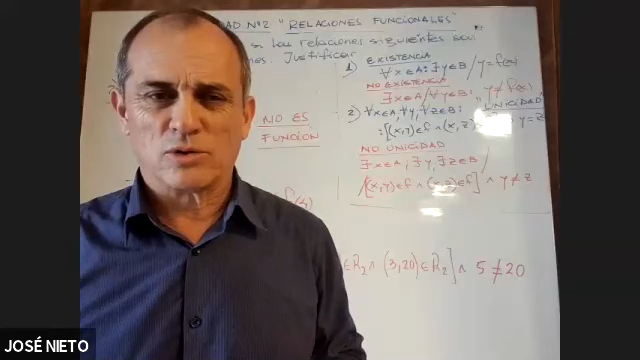 AD Nº2 "RELACIONES FUNCIONALES"
si las relaciones siguientes son
Justificar
1) EXISTENCIA
∀x∈A: ∃y∈B / y=f(x)
NO EXISTENCIA
∃x∈A / ∀y∈B: y≠f(x)
NO ES
FUNCIÓN
2) ∀x∈A, ∀y, ∀z∈B: "UNICIDAD"
:[(x,y)∈f ∧ (x,z) y=z
NO UNICIDAD
∃x∈A, ∃y, ∃z∈B /
/[(x,y)∈f ∧ (x,z)∈f] ∧ y≠z
∈R₂ ∧ (3,20)∈R₂] ∧ 5≠20
JOSÉ NIETO